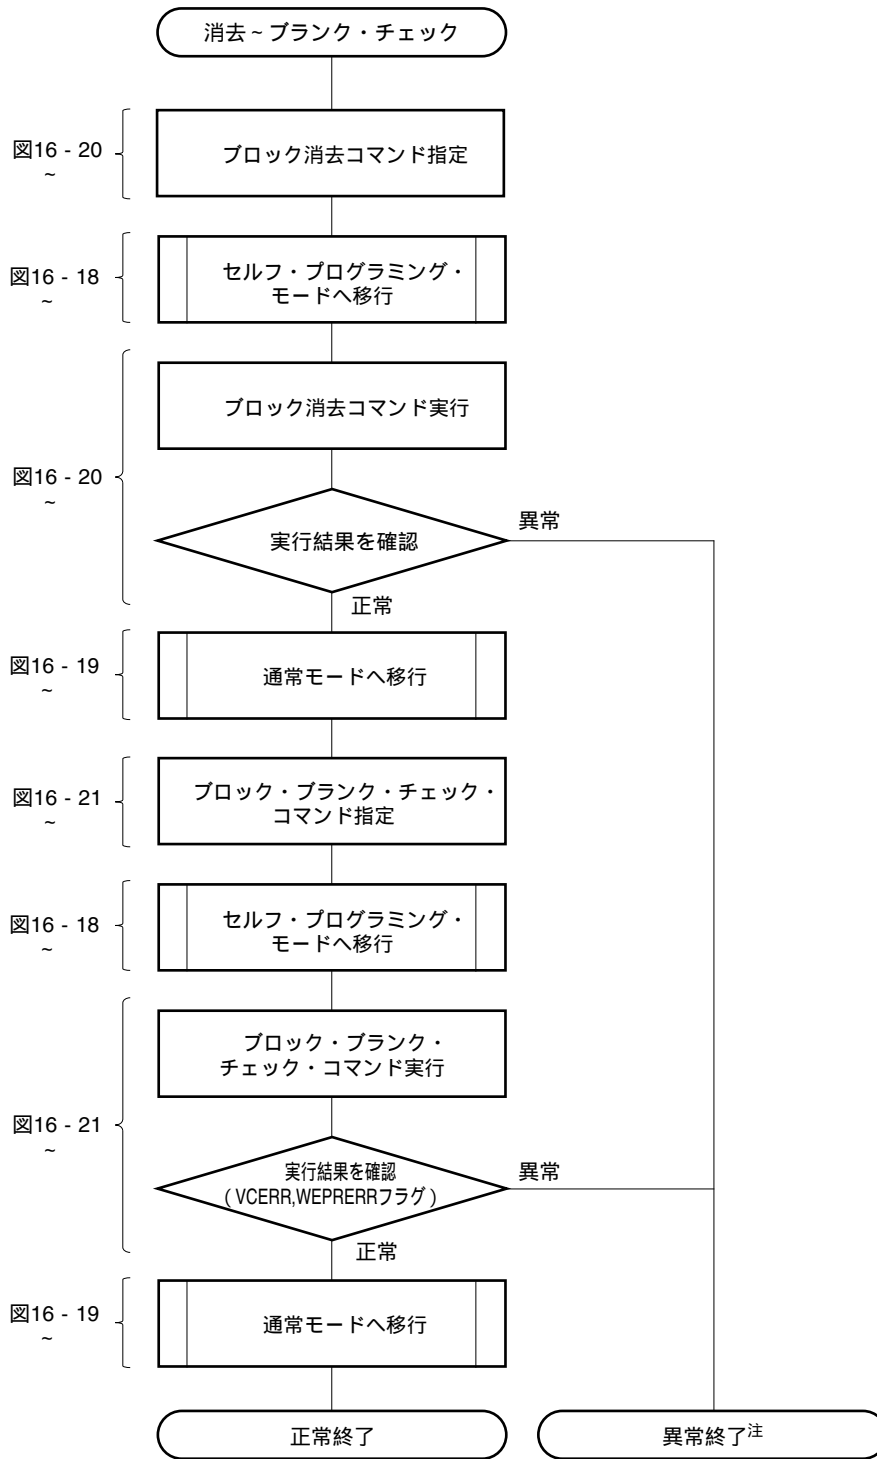 消去~ブランク・チェック
図16 - 20
~
ブロック消去コマンド指定
図16 - 18
~
セルフ・プログラミング・
モードへ移行
ブロック消去コマンド実行
図16 - 20
~
実行結果を確認
異常
正常
図16 - 19
~
通常モードへ移行
図16 - 21
~
ブロック・ブランク・チェック・
コマンド指定
図16 - 18
~
セルフ・プログラミング・
モードへ移行
ブロック・ブランク・
チェック・コマンド実行
図16 - 21
~
実行結果を確認
( VCERR,WEPRERRフラグ )
異常
正常
図16 - 19
~
通常モードへ移行
正常終了
異常終了注